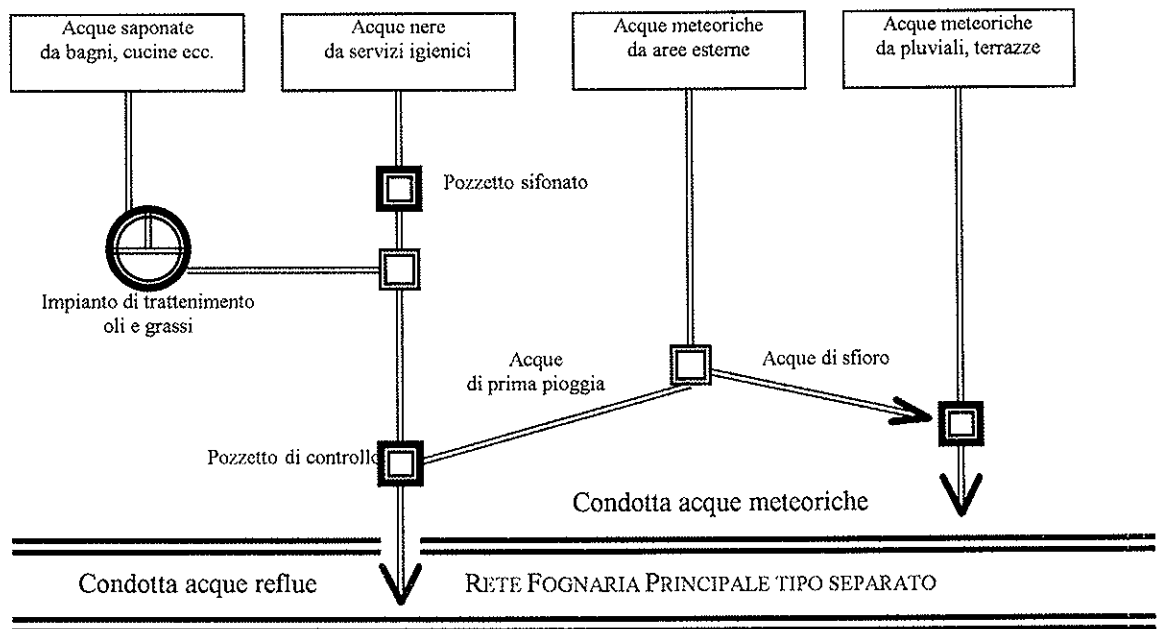 Acque saponate
da bagni, cucine ecc.
Acque nere
da servizi igienici
Acque meteoriche
da aree esterne
Acque meteoriche
da pluviali, terrazze
Pozzetto sifonato
Impianto di trattenimento
oli e grassi
Acque
di prima pioggia
Acque di sfioro
Pozzetto di controllo
Condotta acque meteoriche
Condotta acque reflue
RETE FOGNARIA PRINCIPALE TIPO SEPARATO